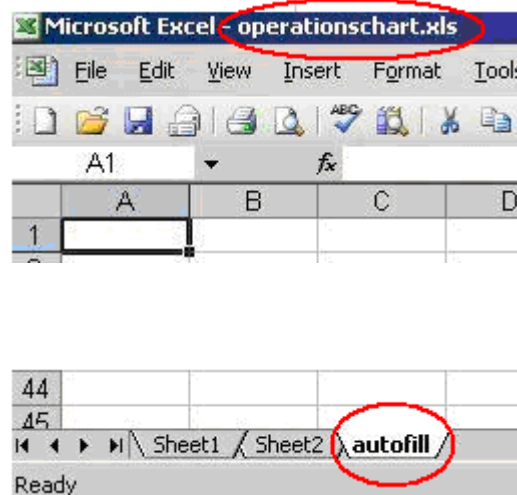 Microsoft Excel - operationschart.xls
File Edit View Insert Format Tools
ABC
A1 fx
A B C D
1
44
45
Sheet1 Sheet2 autofill
Ready